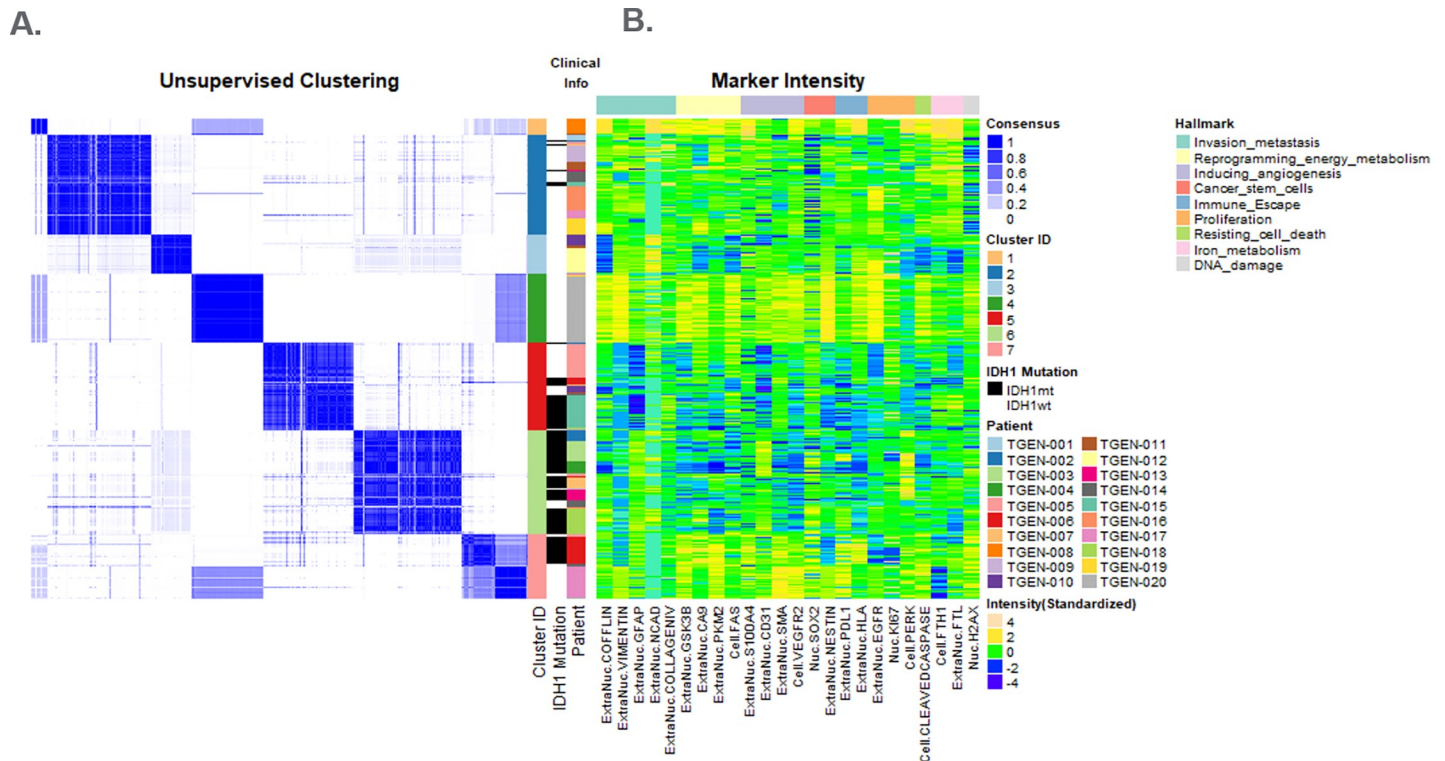 A.
B.
Unsupervised Clustering
Clinical
Info
Marker Intensity
Cluster ID
IDH1 Mutation
Patient
ExtraNuc.COFFLIN
ExtraNuc.VIMENTIN
ExtraNuc.GFAP
ExtraNuc.NCAD
ExtraNuc.COLLAGENIV
ExtraNuc.GSK3B
ExtraNuc.CA9
ExtraNuc.PKM2
Cell.FAS
ExtraNuc.S100A4
ExtraNuc.CD31
ExtraNuc.SMA
Cell.VEGFR2
Nuc.SOX2
ExtraNuc.NESTIN
ExtraNuc.PDL1
ExtraNuc.HLA
ExtraNuc.EGFR
Nuc.KI67
Cell.PERK
Cell.CLEAVEDCASPASE
Cell.FTH1
ExtraNuc.FTL
Nuc.H2AX
Consensus
1
0.8
0.6
0.4
0.2
0
Cluster ID
1
2
3
4
5
6
7
IDH1 Mutation
IDH1mt
IDH1wt
Patient
TGEN-001 TGEN-011
TGEN-002 TGEN-012
TGEN-003 TGEN-013
TGEN-004 TGEN-014
TGEN-005 TGEN-015
TGEN-006 TGEN-016
TGEN-007 TGEN-017
TGEN-008 TGEN-018
TGEN-009 TGEN-019
TGEN-010 TGEN-020
Intensity(Standardized)
4
2
0
-2
-4
Hallmark
Invasion_metastasis
Reprogramming_energy_metabolism
Inducing_angiogenesis
Cancer_stem_cells
Immune_Escape
Proliferation
Resisting_cell_death
Iron_metabolism
DNA_damage